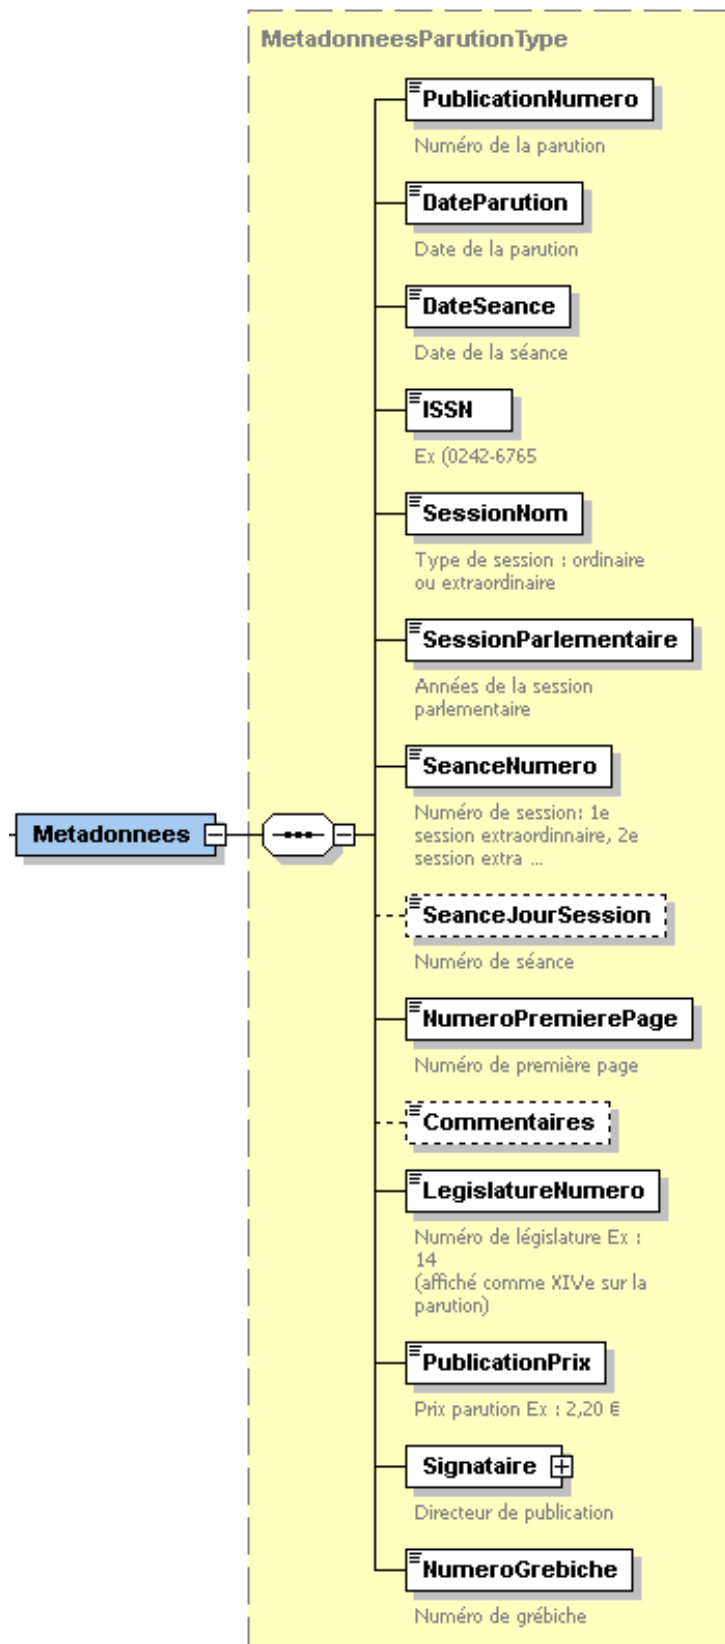 MetadonneesParutionType
PublicationNumero
Numéro de la parution
DateParution
Date de la parution
DateSeance
Date de la séance
ISSN
Ex (0242-6765
SessionNom
Type de session : ordinaire
ou extraordinaire
SessionParlementaire
Années de la session
parlementaire
SeanceNumero
Numéro de session: 1e
session extraordinnaire, 2e
session extra ...
Metadonnees
SeanceJourSession
Numéro de séance
NumeroPremierePage
Numéro de première page
Commentaires
LegislatureNumero
Numéro de législature Ex :
14
(affiché comme XIVe sur la
parution)
PublicationPrix
Prix parution Ex : 2,20 €
Signataire
Directeur de publication
NumeroGrebiche
Numéro de grébiche